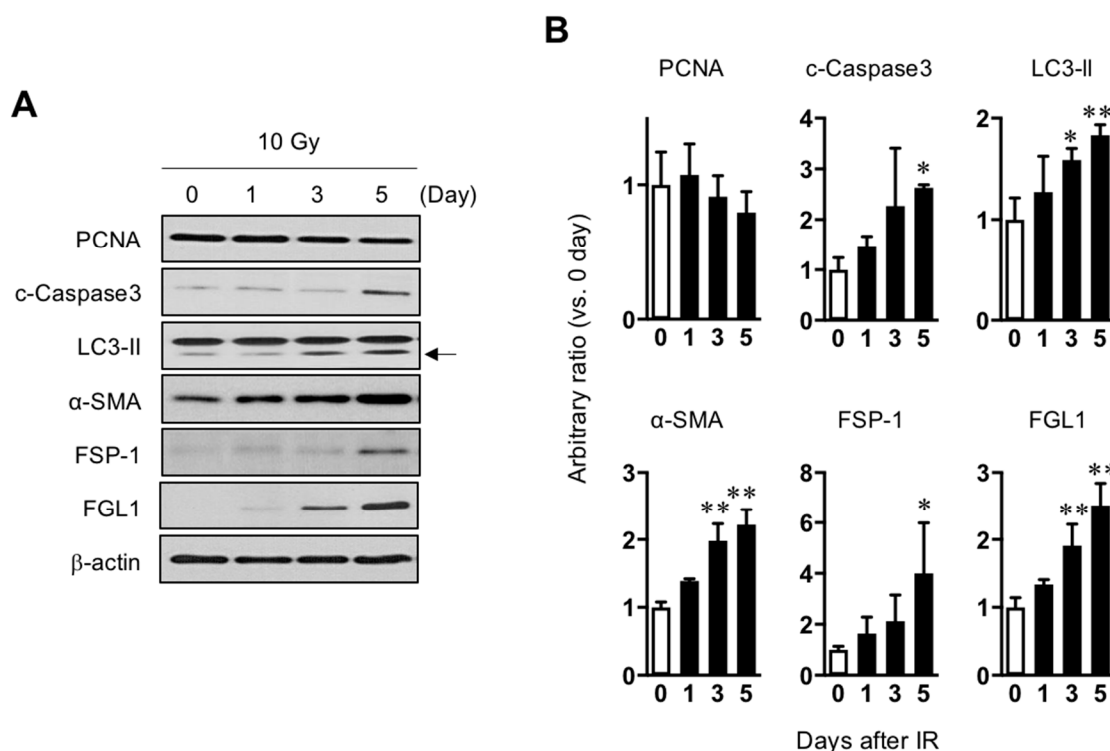 A
10 Gy
0 1 3 5 (Day)
PCNA
c-Caspase3
LC3-II
α-SMA
FSP-1
FGL1
β-actin
B
Arbitrary ratio (vs. 0 day)
PCNA
1
0
0 1 3 5
c-Caspase3
4
3
2
1
0
*
0 1 3 5
LC3-II
2
1
0
* **
0 1 3 5
α-SMA
3
2
1
0
** **
0 1 3 5
FSP-1
8
6
4
2
0
*
0 1 3 5
FGL1
3
2
1
0
** **
0 1 3 5
Days after IR